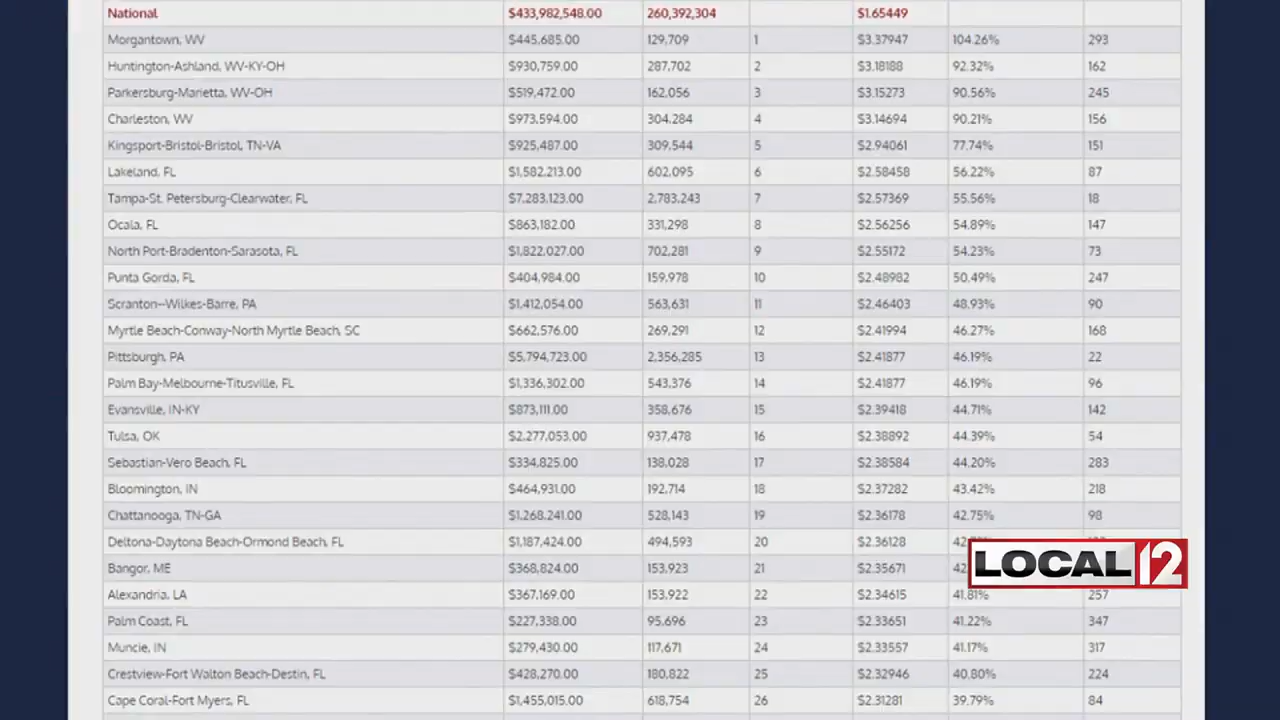 National $433,982,548.00 260,392,304 $1.65449
Morgantown, WV $445,685.00 129,709 1 $3.37947 104.26% 293
Huntington-Ashland, WV-KY-OH $930,759.00 287,702 2 $3.18188 92.32% 162
Parkersburg-Marietta, WV-OH $519,472.00 162,056 3 $3.15273 90.56% 245
Charleston, WV $973,594.00 304,284 4 $3.14694 90.21% 156
Kingsport-Bristol-Bristol, TN-VA $925,487.00 309,544 5 $2.94061 77.74% 151
Lakeland, FL $1,582,213.00 602,095 6 $2.58458 56.22% 87
Tampa-St. Petersburg-Clearwater, FL $7,283,123.00 2,783,243 7 $2.57369 55.56% 18
Ocala, FL $863,182.00 331,298 8 $2.56256 54.89% 147
North Port-Bradenton-Sarasota, FL $1,822,027.00 702,281 9 $2.55172 54.23% 73
Punta Gorda, FL $404,984.00 159,978 10 $2.48982 50.49% 247
Scranton--Wilkes-Barre, PA $1,412,054.00 563,631 11 $2.46403 48.93% 90
Myrtle Beach-Conway-North Myrtle Beach, SC $662,576.00 269,291 12 $2.41994 46.27% 168
Pittsburgh, PA $5,794,723.00 2,356,285 13 $2.41877 46.19% 22
Palm Bay-Melbourne-Titusville, FL $1,336,302.00 543,376 14 $2.41877 46.19% 96
Evansville, IN-KY $873,111.00 358,676 15 $2.39418 44.71% 142
Tulsa, OK $2,277,053.00 937,478 16 $2.38892 44.39% 54
Sebastian-Vero Beach, FL $334,825.00 138,028 17 $2.38584 44.20% 283
Bloomington, IN $464,931.00 192,714 18 $2.37282 43.42% 218
Chattanooga, TN-GA $1,268,241.00 528,143 19 $2.36178 42.75% 98
Deltona-Daytona Beach-Ormond Beach, FL $1,187,424.00 494,593 20 $2.36128
Bangor, ME $368,824.00 153,923 21 $2.35671
LOCAL 12
Alexandria, LA $367,169.00 153,922 22 $2.34615 41.81% 257
Palm Coast, FL $227,338.00 95,696 23 $2.33651 41.22% 347
Muncie, IN $279,430.00 117,671 24 $2.33557 41.17% 317
Crestview-Fort Walton Beach-Destin, FL $428,270.00 180,822 25 $2.32946 40.80% 224
Cape Coral-Fort Myers, FL $1,455,015.00 618,754 26 $2.31281 39.79% 84